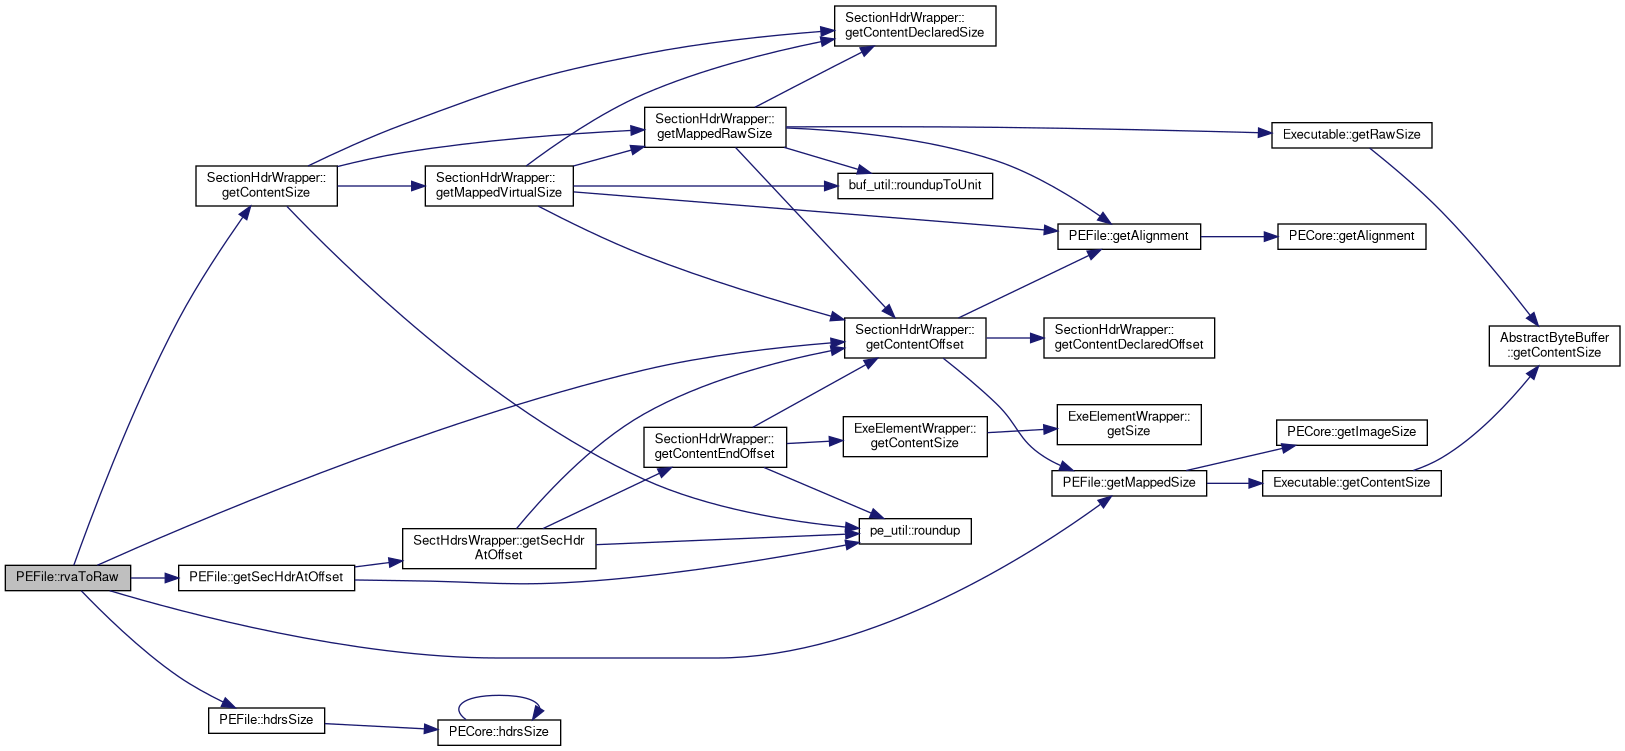 SectionHdrWrapper::
getContentDeclaredSize
SectionHdrWrapper::
getMappedRawSize
Executable::getRawSize
SectionHdrWrapper::
getContentSize
SectionHdrWrapper::
getMappedVirtualSize
buf_util::roundupToUnit
PEFile::getAlignment
PECore::getAlignment
SectionHdrWrapper::
getContentOffset
SectionHdrWrapper::
getContentDeclaredOffset
AbstractByteBuffer
::getContentSize
SectionHdrWrapper::
getContentEndOffset
ExeElementWrapper::
getContentSize
ExeElementWrapper::
getSize
PECore::getImageSize
PEFile::getMappedSize
Executable::getContentSize
SectHdrsWrapper::getSecHdr
AtOffset
pe_util::roundup
PEFile::rvaToRaw
PEFile::getSecHdrAtOffset
PEFile::hdrsSize
PECore::hdrsSize